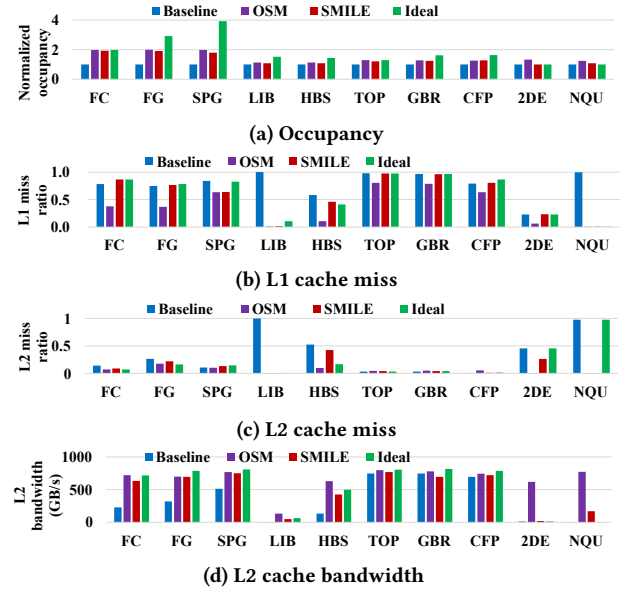 Baseline OSM SMILE Ideal
Normalized
occupancy
4
2
0
FC FG SPG LIB HBS TOP GBR CFP 2DE NQU
(a) Occupancy
Baseline OSM SMILE Ideal
L1 miss
ratio
1.0
0.5
0.0
FC FG SPG LIB HBS TOP GBR CFP 2DE NQU
(b) L1 cache miss
Baseline OSM SMILE Ideal
L2 miss
ratio
1
0.5
0
FC FG SPG LIB HBS TOP GBR CFP 2DE NQU
(c) L2 cache miss
Baseline OSM SMILE Ideal
L2
bandwidth
(GB/s)
1000
500
0
FC FG SPG LIB HBS TOP GBR CFP 2DE NQU
(d) L2 cache bandwidth